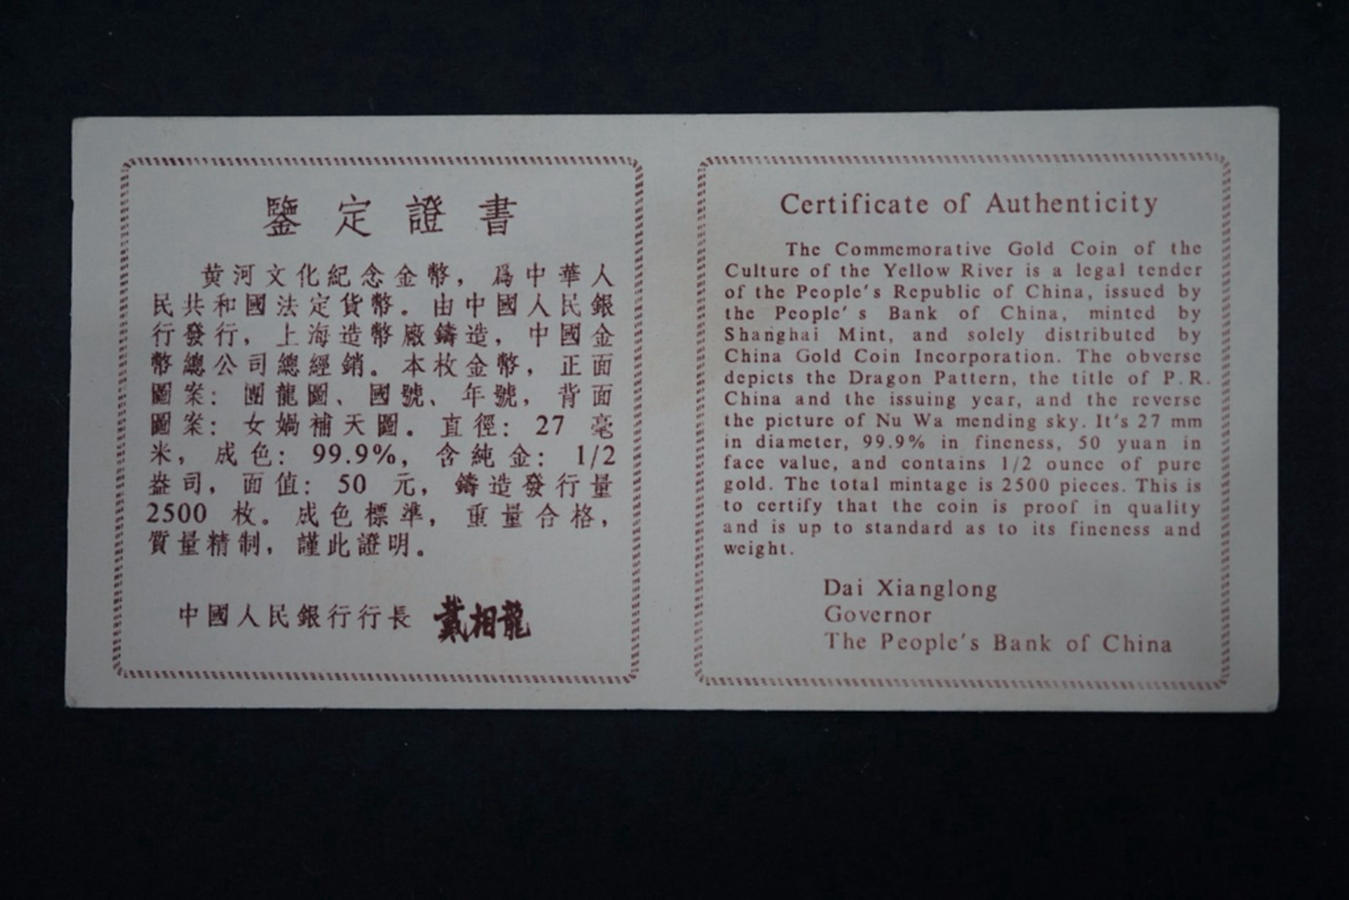 鑒定證書
黄河文化紀念金幣，爲中華人
民共和國法定貨幣。由中國人民銀
行發行，上海造幣廠鑄造，中國金
幣總公司總經銷。本枚金幣，正面
圖案：團龍圖、國號、年號，背面
圖案：女媧補天圖。直徑：27 毫
米，成色：99.9%，含純金：1/2
盎司，面值：50 元，鑄造發行量
2500 枚。成色標準，重量合格，
質量精制，謹此證明。
中國人民銀行行長 戴相龍
Certificate of Authenticity
The Commemorative Gold Coin of the
Culture of the Yellow River is a legal tender
of the People's Republic of China, issued by
the People's Bank of China, minted by
Shanghai Mint, and solely distributed by
China Gold Coin Incorporation. The obverse
depicts the Dragon Pattern, the title of P.R.
China and the issuing year, and the reverse
the picture of Nu Wa mending sky. It's 27 mm
in diameter, 99.9% in fineness, 50 yuan in
face value, and contains 1/2 ounce of pure
gold. The total mintage is 2500 pieces. This is
to certify that the coin is proof in quality
and is up to standard as to its fineness and
weight.
Dai Xianglong
Governor
The People's Bank of China